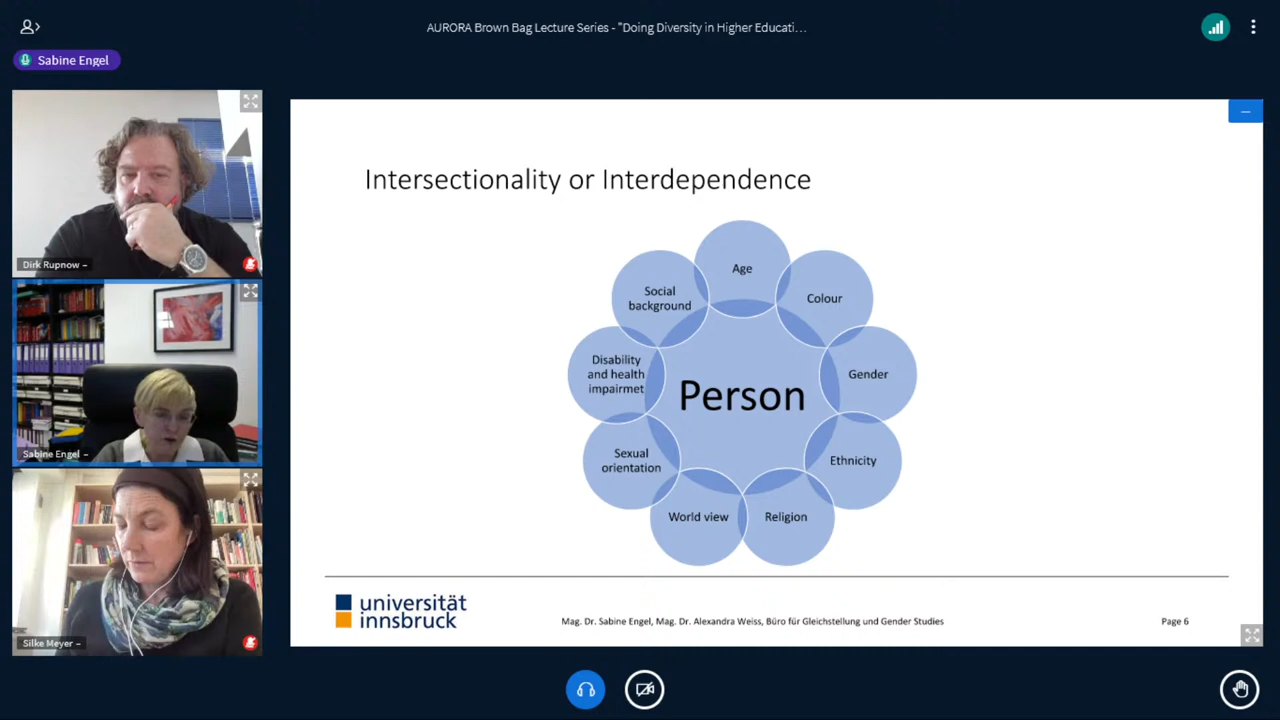 AURORA Brown Bag Lecture Series - "Doing Diversity in Higher Educati...
Sabine Engel
Dirk Rupnow –
Sabine Engel –
Silke Meyer –
Intersectionality or Interdependence
Age
Colour
Gender
Ethnicity
Religion
World view
Sexual
orientation
Disability
and health
impairmet
Social
background
Person
universität
innsbruck
Mag. Dr. Sabine Engel, Mag. Dr. Alexandra Weiss, Büro für Gleichstellung und Gender Studies
Page 6